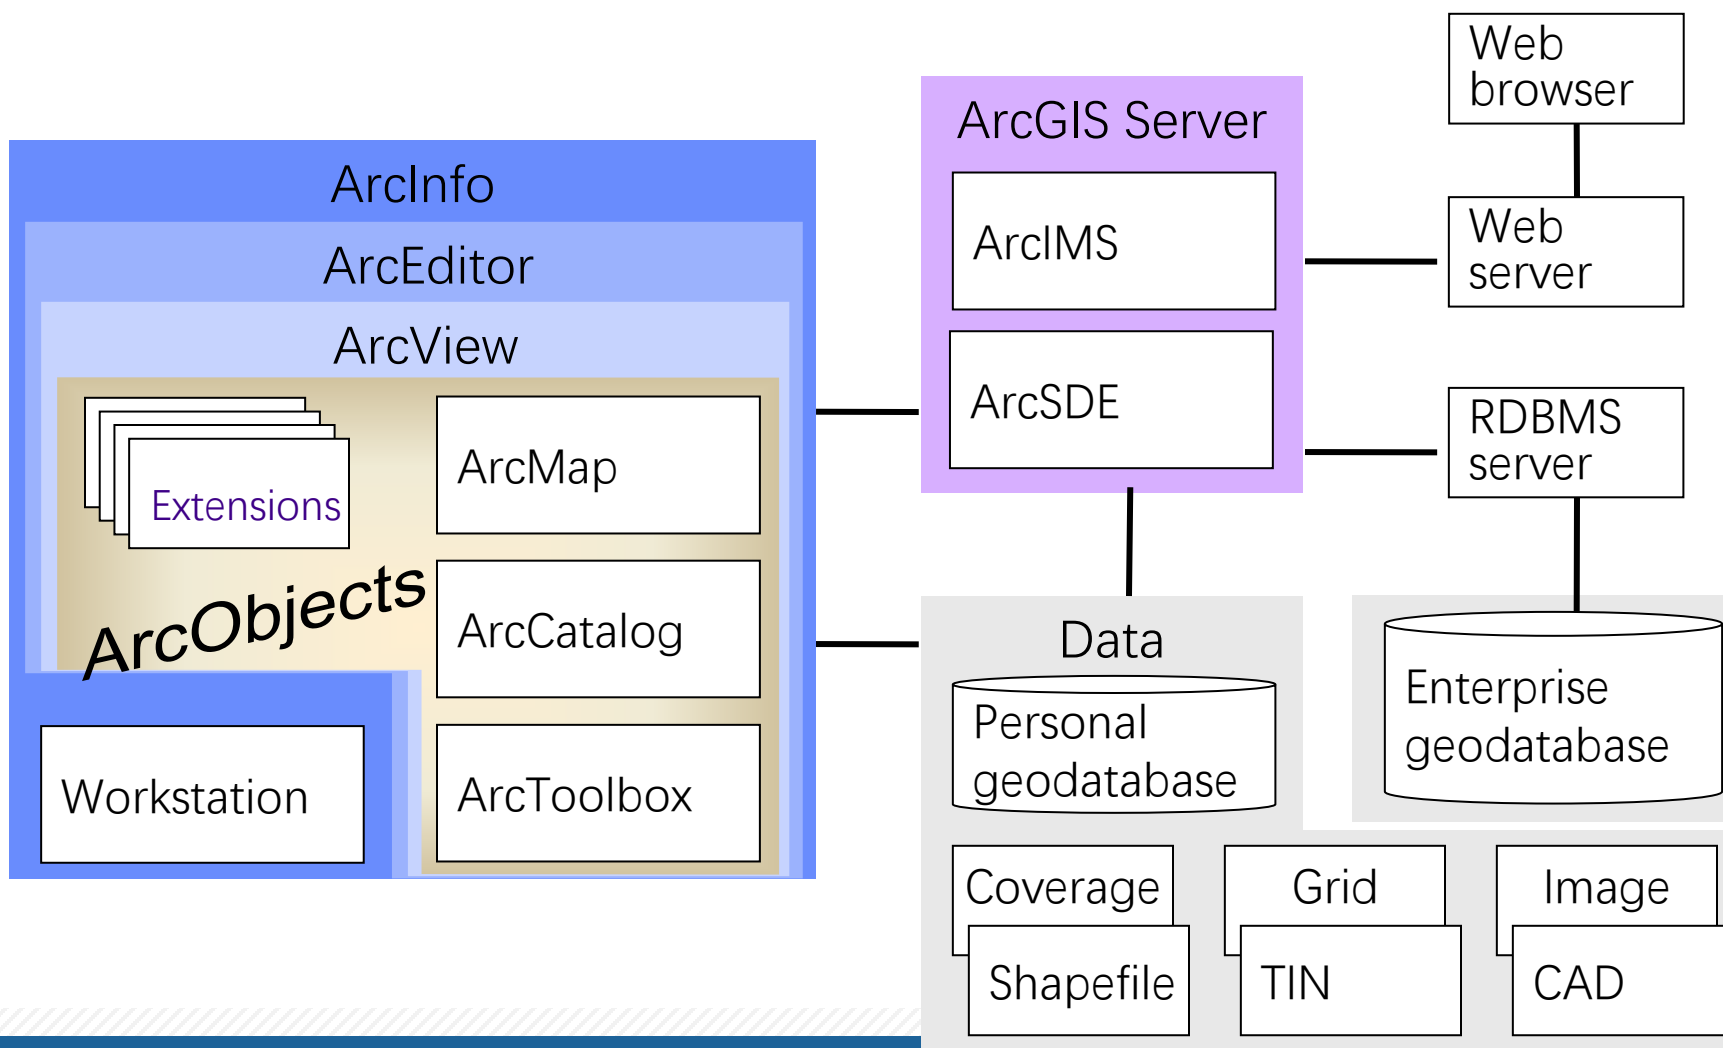 ArcInfo
ArcEditor
ArcView
Extensions
ArcObjects
ArcMap
ArcCatalog
ArcToolbox
Workstation
ArcGIS Server
ArcIMS
ArcSDE
Web
browser
Web
server
RDBMS
server
Data
Personal
geodatabase
Enterprise
geodatabase
Coverage
Shapefile
Grid
TIN
Image
CAD